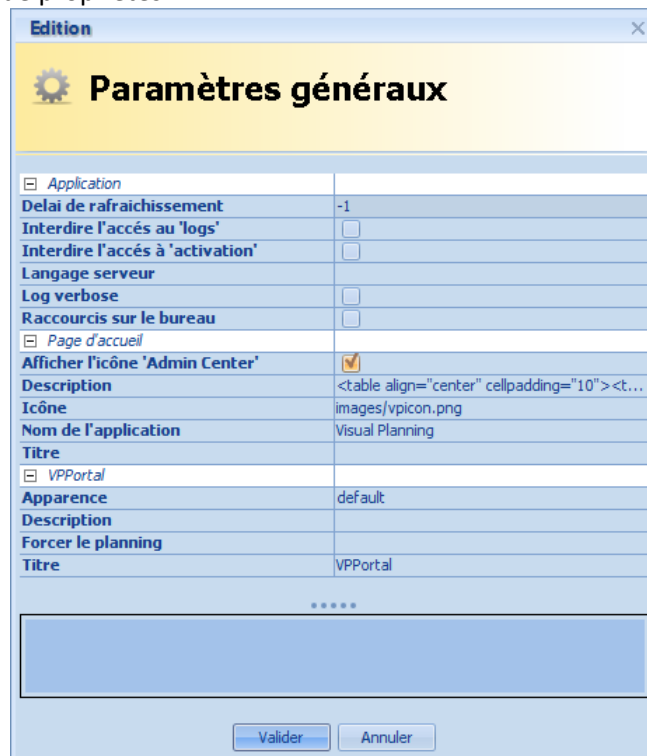 Edition
Paramètres généraux
Application
Delai de rafraichissement -1
Interdire l'accés au 'logs'
Interdire l'accés à 'activation'
Langage serveur
Log verbose
Raccourcis sur le bureau
Page d'accueil
Afficher l'icône 'Admin Center'
Description <table align="center" cellpadding="10"><t...
Icône images/vpicon.png
Nom de l'application Visual Planning
Titre
VPPortal
Apparence default
Description
Forcer le planning
Titre VPPortal
Valider Annuler